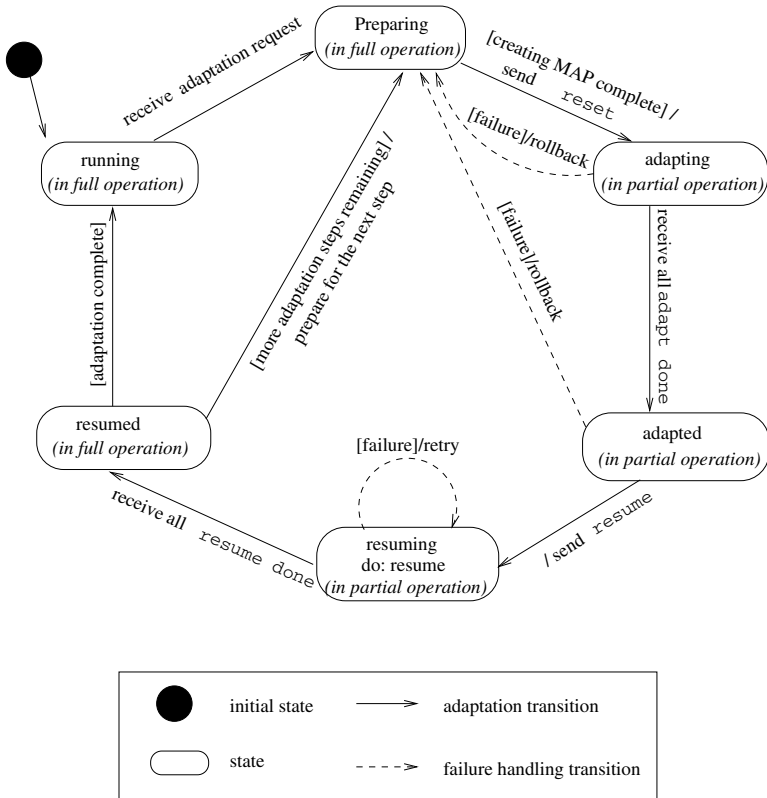 Preparing
(in full operation)
receive adaptation request
[creating MAP complete] /
send reset
[failure]/rollback
running
(in full operation)
adapting
(in partial operation)
[more adaptation steps remaining] /
prepare for the next step
[failure]/rollback
receive all adapt done
[adaptation complete]
resumed
(in full operation)
adapted
(in partial operation)
[failure]/retry
receive all resume done
/ send resume
resuming
do: resume
(in partial operation)
initial state
adaptation transition
state
failure handling transition